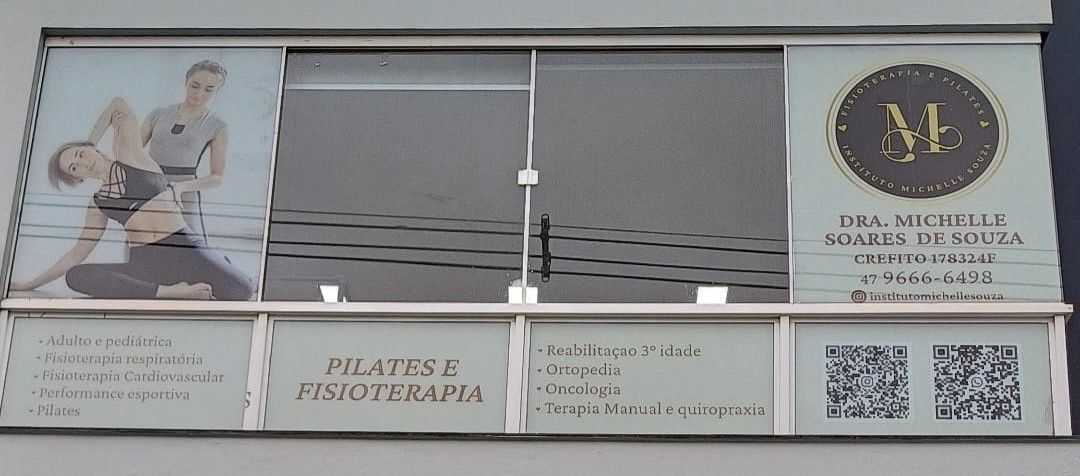 FISIOTERAPIA E PILATES
M
INSTITUTO MICHELLE SOUZA
DRA. MICHELLE
SOARES DE SOUZA
CREFITO 178324F
47 9666-6498
institutomichellesouza
- Adulto e pediátrica
- Fisioterapia respiratória
- Fisioterapia Cardiovascular
- Performance esportiva
- Pilates
PILATES E
FISIOTERAPIA
- Reabilitaçao 3° idade
- Ortopedia
- Oncologia
- Terapia Manual e quiropraxia